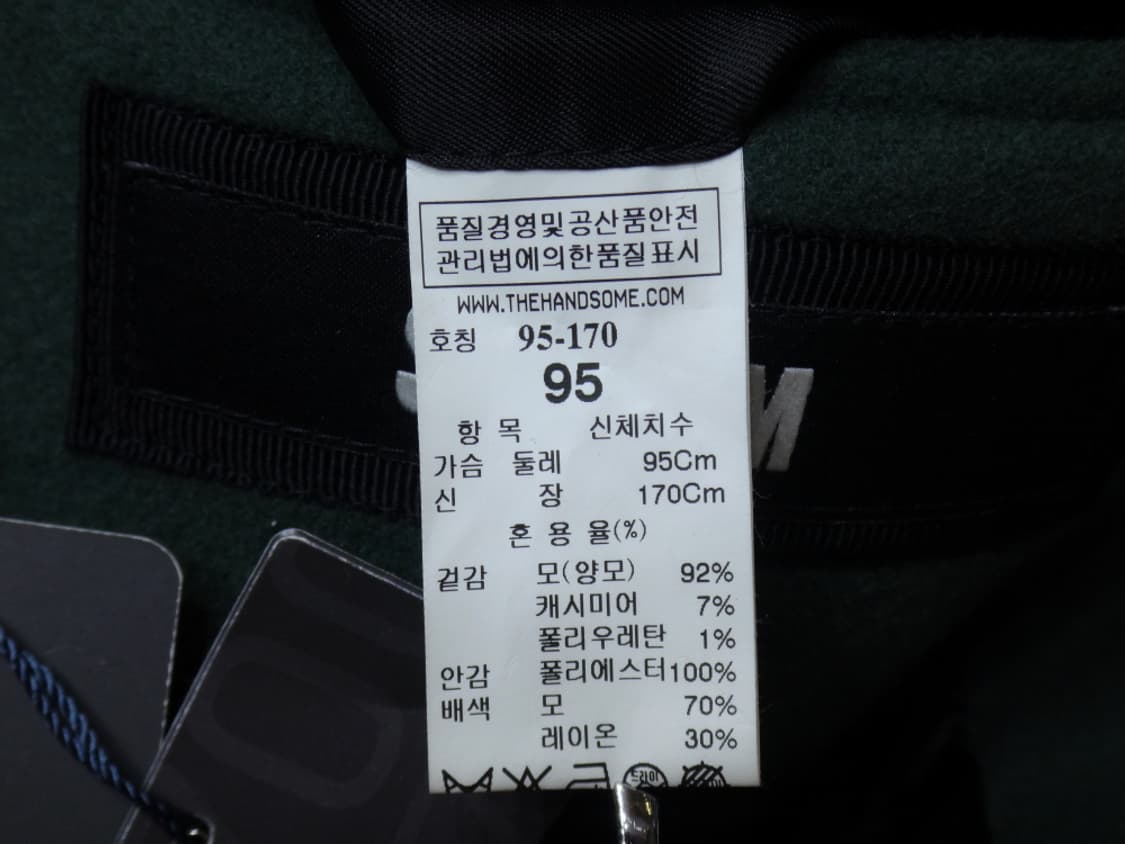 품질경영및공산품안전
관리법에의한품질표시
WWW.THEHANDSOME.COM
호칭 95-170
95
항 목 신체치수
가슴 둘레 95Cm
신 장 170Cm
혼 용 율(%)
겉감 모(양모) 92%
캐시미어 7%
폴리우레탄 1%
안감 폴리에스터100%
배색 모 70%
레이온 30%
드라이